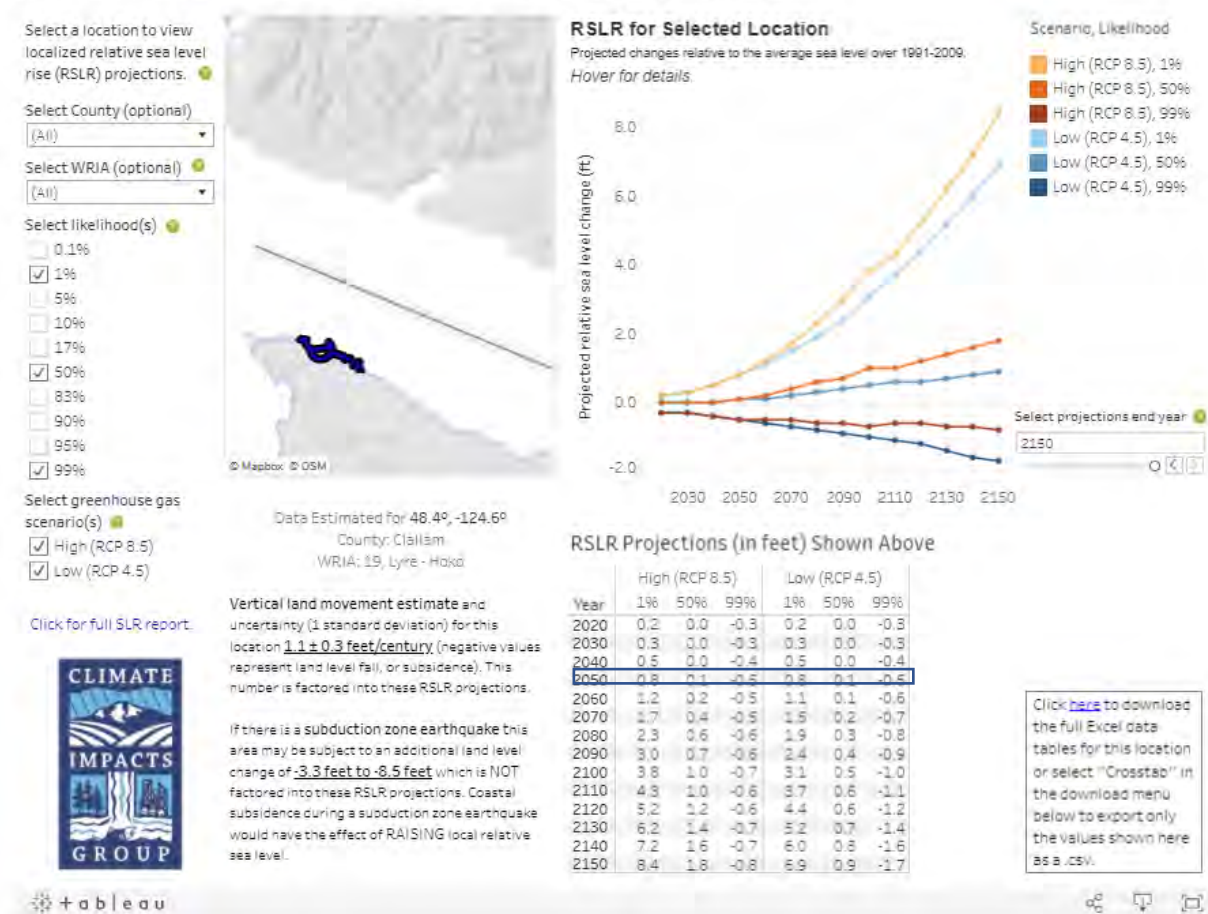 Select a location to view
localized relative sea level
rise (RSLR) projections.
Select County (optional)
(All)
Select WRIA (optional)
(All)
Select likelihood(s)
0.1%
1%
5%
10%
17%
50%
83%
90%
95%
99%
Select greenhouse gas
scenario(s)
High (RCP 8.5)
Low (RCP 4.5)
Click for full SLR report.
CLIMATE
IMPACTS
GROUP
+ a b l e a u
© Mapbox © OSM
Data Estimated for 48.4º, -124.6º
County: Clallam
WRIA: 19, Lyre - Hoko
Vertical land movement estimate and
uncertainty (1 standard deviation) for this
location 1.1 ± 0.3 feet/century (negative values
represent land level fall, or subsidence). This
number is factored into these RSLR projections.
If there is a subduction zone earthquake this
area may be subject to an additional land level
change of -3.3 feet to -8.5 feet which is NOT
factored into these RSLR projections. Coastal
subsidence during a subduction zone earthquake
would have the effect of RAISING local relative
sea level.
RSLR for Selected Location
Projected changes relative to the average sea level over 1991-2009.
Hover for details.
Projected relative sea level change (ft)
8.0
6.0
4.0
2.0
0.0
-2.0
2030 2050 2070 2090 2110 2130 2150
Scenario, Likelihood
High (RCP 8.5), 1%
High (RCP 8.5), 50%
High (RCP 8.5), 99%
Low (RCP 4.5), 1%
Low (RCP 4.5), 50%
Low (RCP 4.5), 99%
Select projections end year
2150
RSLR Projections (in feet) Shown Above
High (RCP 8.5) Low (RCP 4.5)
Year 1% 50% 99% 1% 50% 99%
2020 0.2 0.0 -0.3 0.2 0.0 -0.3
2030 0.3 0.0 -0.3 0.3 0.0 -0.3
2040 0.5 0.0 -0.4 0.5 0.0 -0.4
2050 0.8 0.1 -0.5 0.8 0.1 -0.5
2060 1.2 0.2 -0.5 1.1 0.1 -0.6
2070 1.7 0.4 -0.5 1.5 0.2 -0.7
2080 2.3 0.6 -0.6 1.9 0.3 -0.8
2090 3.0 0.7 -0.6 2.4 0.4 -0.9
2100 3.8 1.0 -0.7 3.1 0.5 -1.0
2110 4.3 1.0 -0.6 3.7 0.6 -1.1
2120 5.2 1.2 -0.6 4.4 0.6 -1.2
2130 6.2 1.4 -0.7 5.2 0.7 -1.4
2140 7.2 1.6 -0.7 6.0 0.8 -1.6
2150 8.4 1.8 -0.8 6.9 0.9 -1.7
Click here to download
the full Excel data
tables for this location
or select "Crosstab" in
the download menu
below to export only
the values shown here
as a .csv.